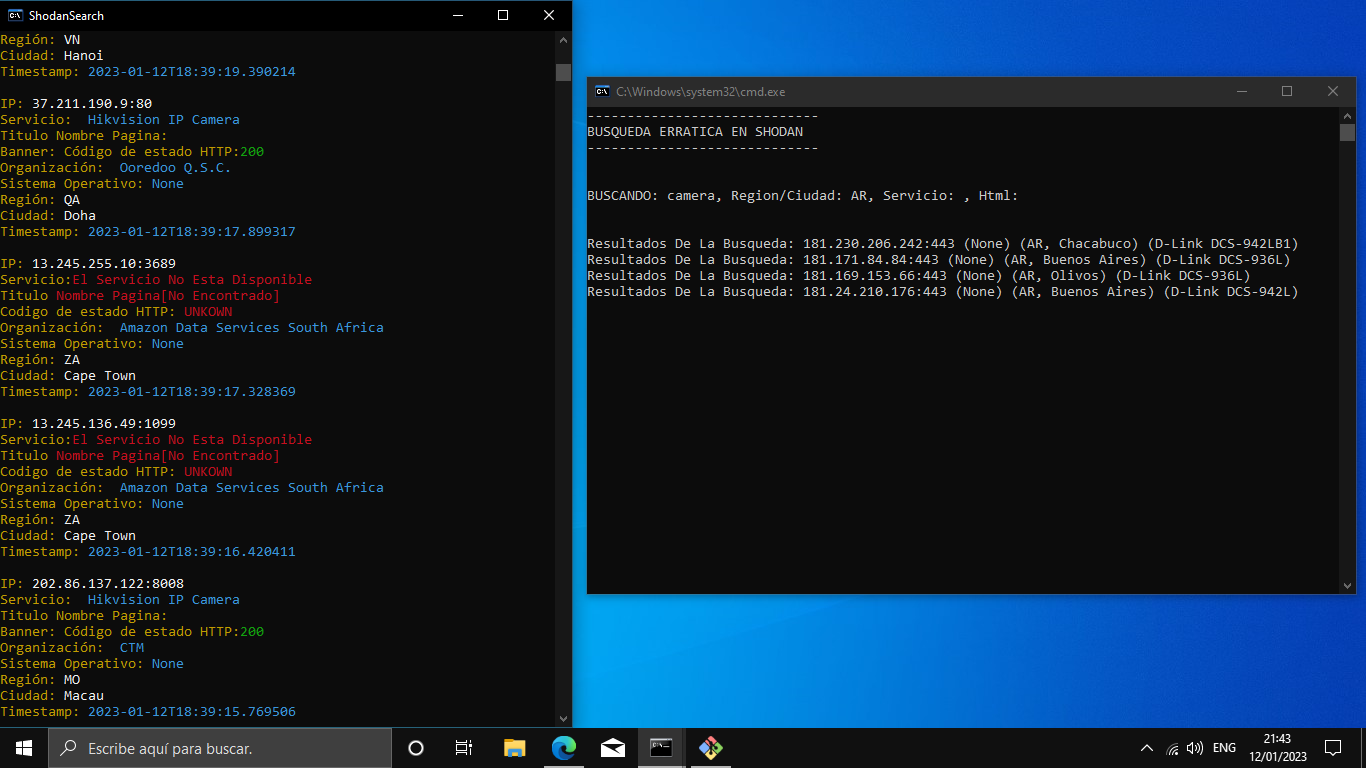 ShodanSearch
Región: VN
Ciudad: Hanoi
Timestamp: 2023-01-12T18:39:19.390214
IP: 37.211.190.9:80
Servicio:  Hikvision IP Camera
Titulo Nombre Pagina:
Banner: Código de estado HTTP:200
Organización:  Ooredoo Q.S.C.
Sistema Operativo: None
Región: QA
Ciudad: Doha
Timestamp: 2023-01-12T18:39:17.899317
IP: 13.245.255.10:3689
Servicio:El Servicio No Esta Disponible
Titulo Nombre Pagina[No Encontrado]
Codigo de estado HTTP: UNKOWN
Organización:  Amazon Data Services South Africa
Sistema Operativo: None
Región: ZA
Ciudad: Cape Town
Timestamp: 2023-01-12T18:39:17.328369
IP: 13.245.136.49:1099
Servicio:El Servicio No Esta Disponible
Titulo Nombre Pagina[No Encontrado]
Codigo de estado HTTP: UNKOWN
Organización:  Amazon Data Services South Africa
Sistema Operativo: None
Región: ZA
Ciudad: Cape Town
Timestamp: 2023-01-12T18:39:16.420411
IP: 202.86.137.122:8008
Servicio:  Hikvision IP Camera
Titulo Nombre Pagina:
Banner: Código de estado HTTP:200
Organización:  CTM
Sistema Operativo: None
Región: MO
Ciudad: Macau
Timestamp: 2023-01-12T18:39:15.769506
C:\Windows\system32\cmd.exe
-----------------------------
BUSQUEDA ERRATICA EN SHODAN
-----------------------------
BUSCANDO: camera, Region/Ciudad: AR, Servicio: , Html:
Resultados De La Busqueda: 181.230.206.242:443 (None) (AR, Chacabuco) (D-Link DCS-942LB1)
Resultados De La Busqueda: 181.171.84.84:443 (None) (AR, Buenos Aires) (D-Link DCS-936L)
Resultados De La Busqueda: 181.169.153.66:443 (None) (AR, Olivos) (D-Link DCS-936L)
Resultados De La Busqueda: 181.24.210.176:443 (None) (AR, Buenos Aires) (D-Link DCS-942L)
Escribe aquí para buscar.
ENG
21:43
12/01/2023